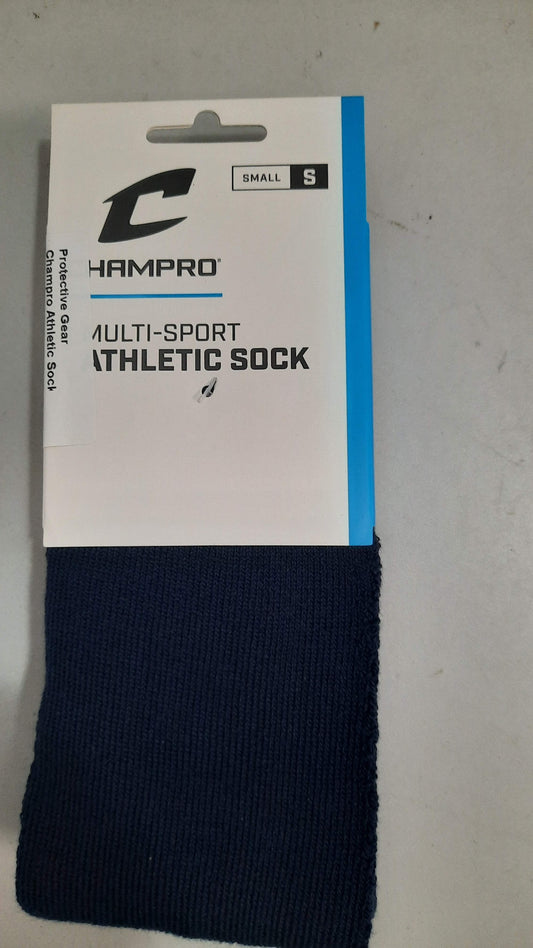 SMALL S
HAMPRO
MULTI-SPORT
ATHLETIC SOCK
Protective Gear
Champro Athletic Sock